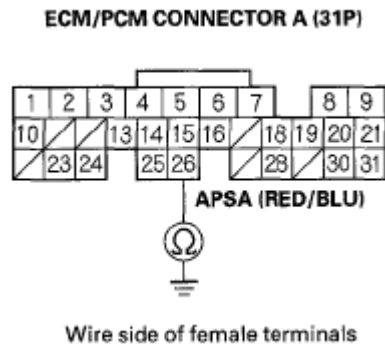 ECM/PCM CONNECTOR A (31P)
1 2 3 4 5 6 7 8 9
10 13 14 15 16 18 19 20 21
23 24 25 26 28 30 31
APSA (RED/BLU)
Ω
Wire side of female terminals